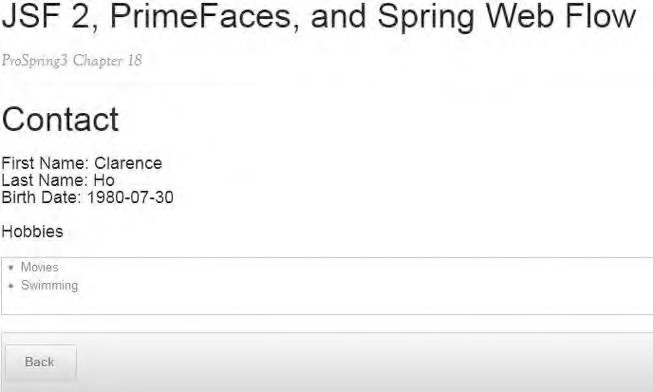 JSF 2, PrimeFaces, and Spring Web Flow
ProSpring3 Chapter 18
Contact
First Name: Clarence
Last Name: Ho
Birth Date: 1980-07-30
Hobbies
• Movies
• Swimming
Back